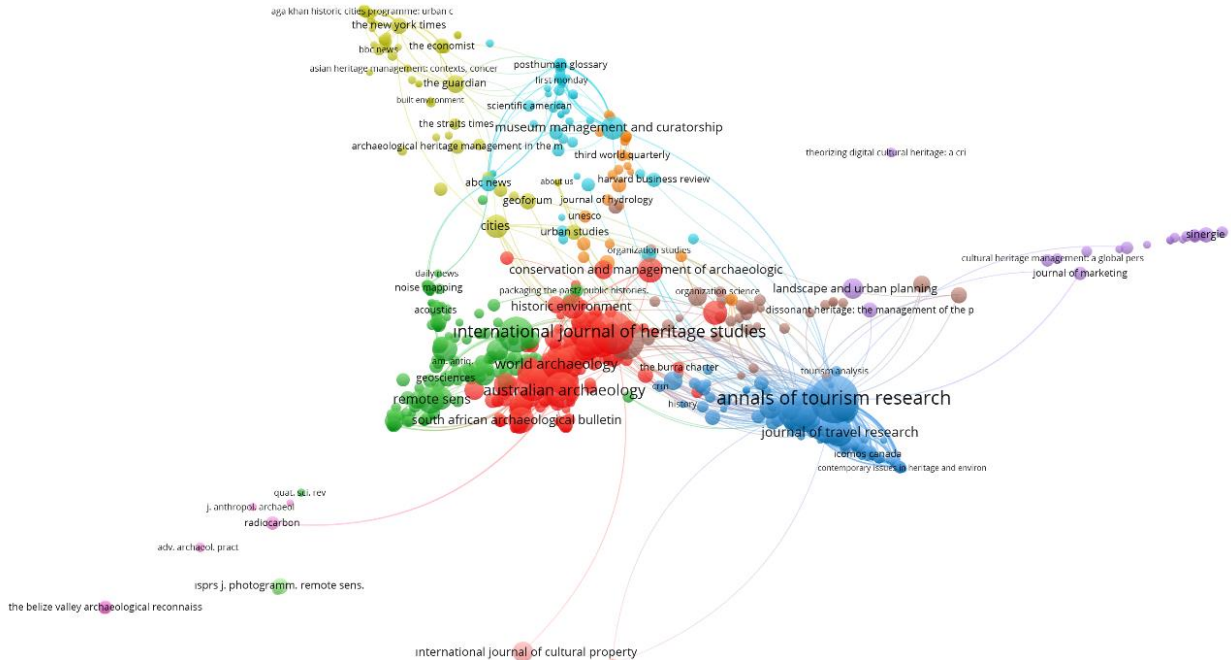 aga khan historic cities programme: urban c
the new york times
bbc news
the economist
asian heritage management: contexts, concer
the guardian
built environment
the straits times
archaeological heritage management in the m
posthuman glossary
first monday
scientific american
museum management and curatorship
third world quarterly
abc news
about us
harvard business review
geoforum
journal of hydrology
unesco
cities
urban studies
organization studies
theorizing digital cultural heritage: a cri
sinergie
cultural heritage management: a global pers
journal of marketing
daily news
noise mapping
conservation and management of archaeologic
packaging the past? public histories.
organization science
landscape and urban planning
acoustics
historic environment
dissonant heritage: the management of the p
international journal of heritage studies
am. antiq.
world archaeology
the burra charter
tourism analysis
geosciences
crm
remote sens
australian archaeology
history
annals of tourism research
south african archaeological bulletin
journal of travel research
icomos canada
contemporary issues in heritage and environ
quat. sci. rev
j. anthropol. archaeol
radiocarbon
adv. archaeol. pract
isprs j. photogramm. remote sens.
the belize valley archaeological reconnaiss
international journal of cultural property